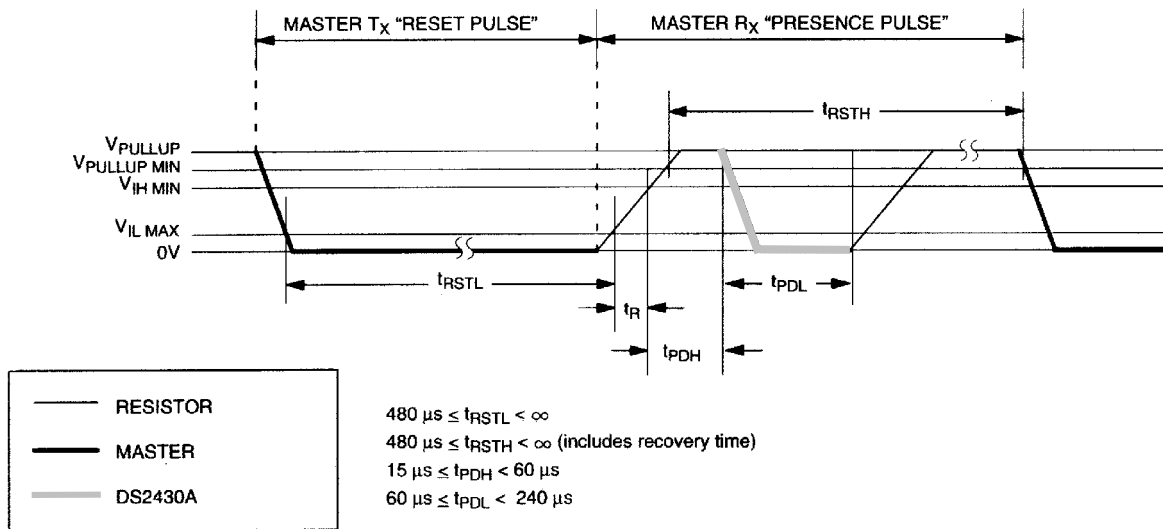 MASTER TX "RESET PULSE"
MASTER RX "PRESENCE PULSE"
tRSTH
VPULLUP
VPULLUP MIN
VIH MIN
VIL MAX
0V
tRSTL
tPDL
tR
tPDH
RESISTOR
MASTER
DS2430A
480 µs ≤ tRSTL < ∞
480 µs ≤ tRSTH < ∞ (includes recovery time)
15 µs ≤ tPDH < 60 µs
60 µs ≤ tPDL < 240 µs